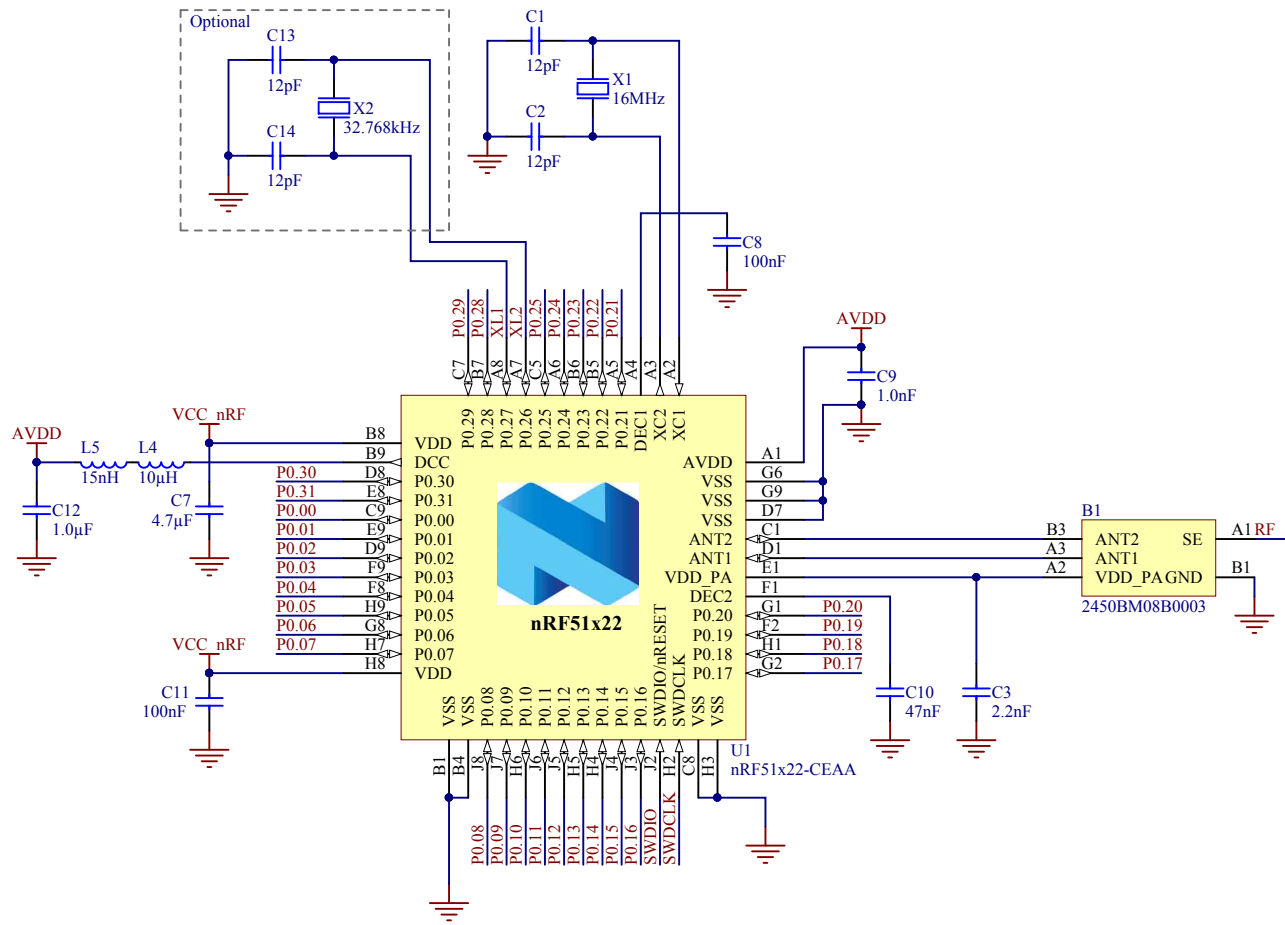 Optional
C13
12pF
X2
32.768kHz
C14
12pF
C1
12pF
X1
16MHz
C2
12pF
C8
100nF
P0.29
P0.28
XL1
XL2
P0.25
P0.24
P0.23
P0.22
P0.21
C7
B7
A8
A7
C5
A6
B6
B5
A5
A4
A3
A2
P0.29
P0.28
P0.27
P0.26
P0.25
P0.24
P0.23
P0.22
P0.21
DEC1
XC2
XC1
AVDD
C9
1.0nF
VCC_nRF
AVDD
L5
15nH
L4
10µH
C12
1.0µF
C7
4.7µF
B8 VDD
B9 DCC
P0.30 D8 P0.30
P0.31 E8 P0.31
P0.00 C9 P0.00
P0.01 E9 P0.01
P0.02 D9 P0.02
P0.03 F9 P0.03
P0.04 F8 P0.04
P0.05 H9 P0.05
P0.06 G8 P0.06
P0.07 H7 P0.07
H8 VDD
VCC_nRF
C11
100nF
nRF51x22
AVDD A1
VSS G6
VSS G9
VSS D7
ANT2 C1
ANT1 D1
VDD_PA E1
DEC2 F1
P0.20 G1 P0.20
P0.19 F2 P0.19
P0.18 H1 P0.18
P0.17 G2 P0.17
B1
B3 ANT2 SE A1 RF
A3 ANT1
A2 VDD_PA GND B1
2450BM08B0003
C10
47nF
C3
2.2nF
VSS
VSS
P0.08
P0.09
P0.10
P0.11
P0.12
P0.13
P0.14
P0.15
P0.16
SWDIO/nRESET
SWDCLK
VSS
VSS
U1
nRF51x22-CEAA
B1
B4
J8
J7
H6
J6
J5
H5
H4
J4
J3
J2
H2
C8
H3
P0.08
P0.09
P0.10
P0.11
P0.12
P0.13
P0.14
P0.15
P0.16
SWDIO
SWDCLK